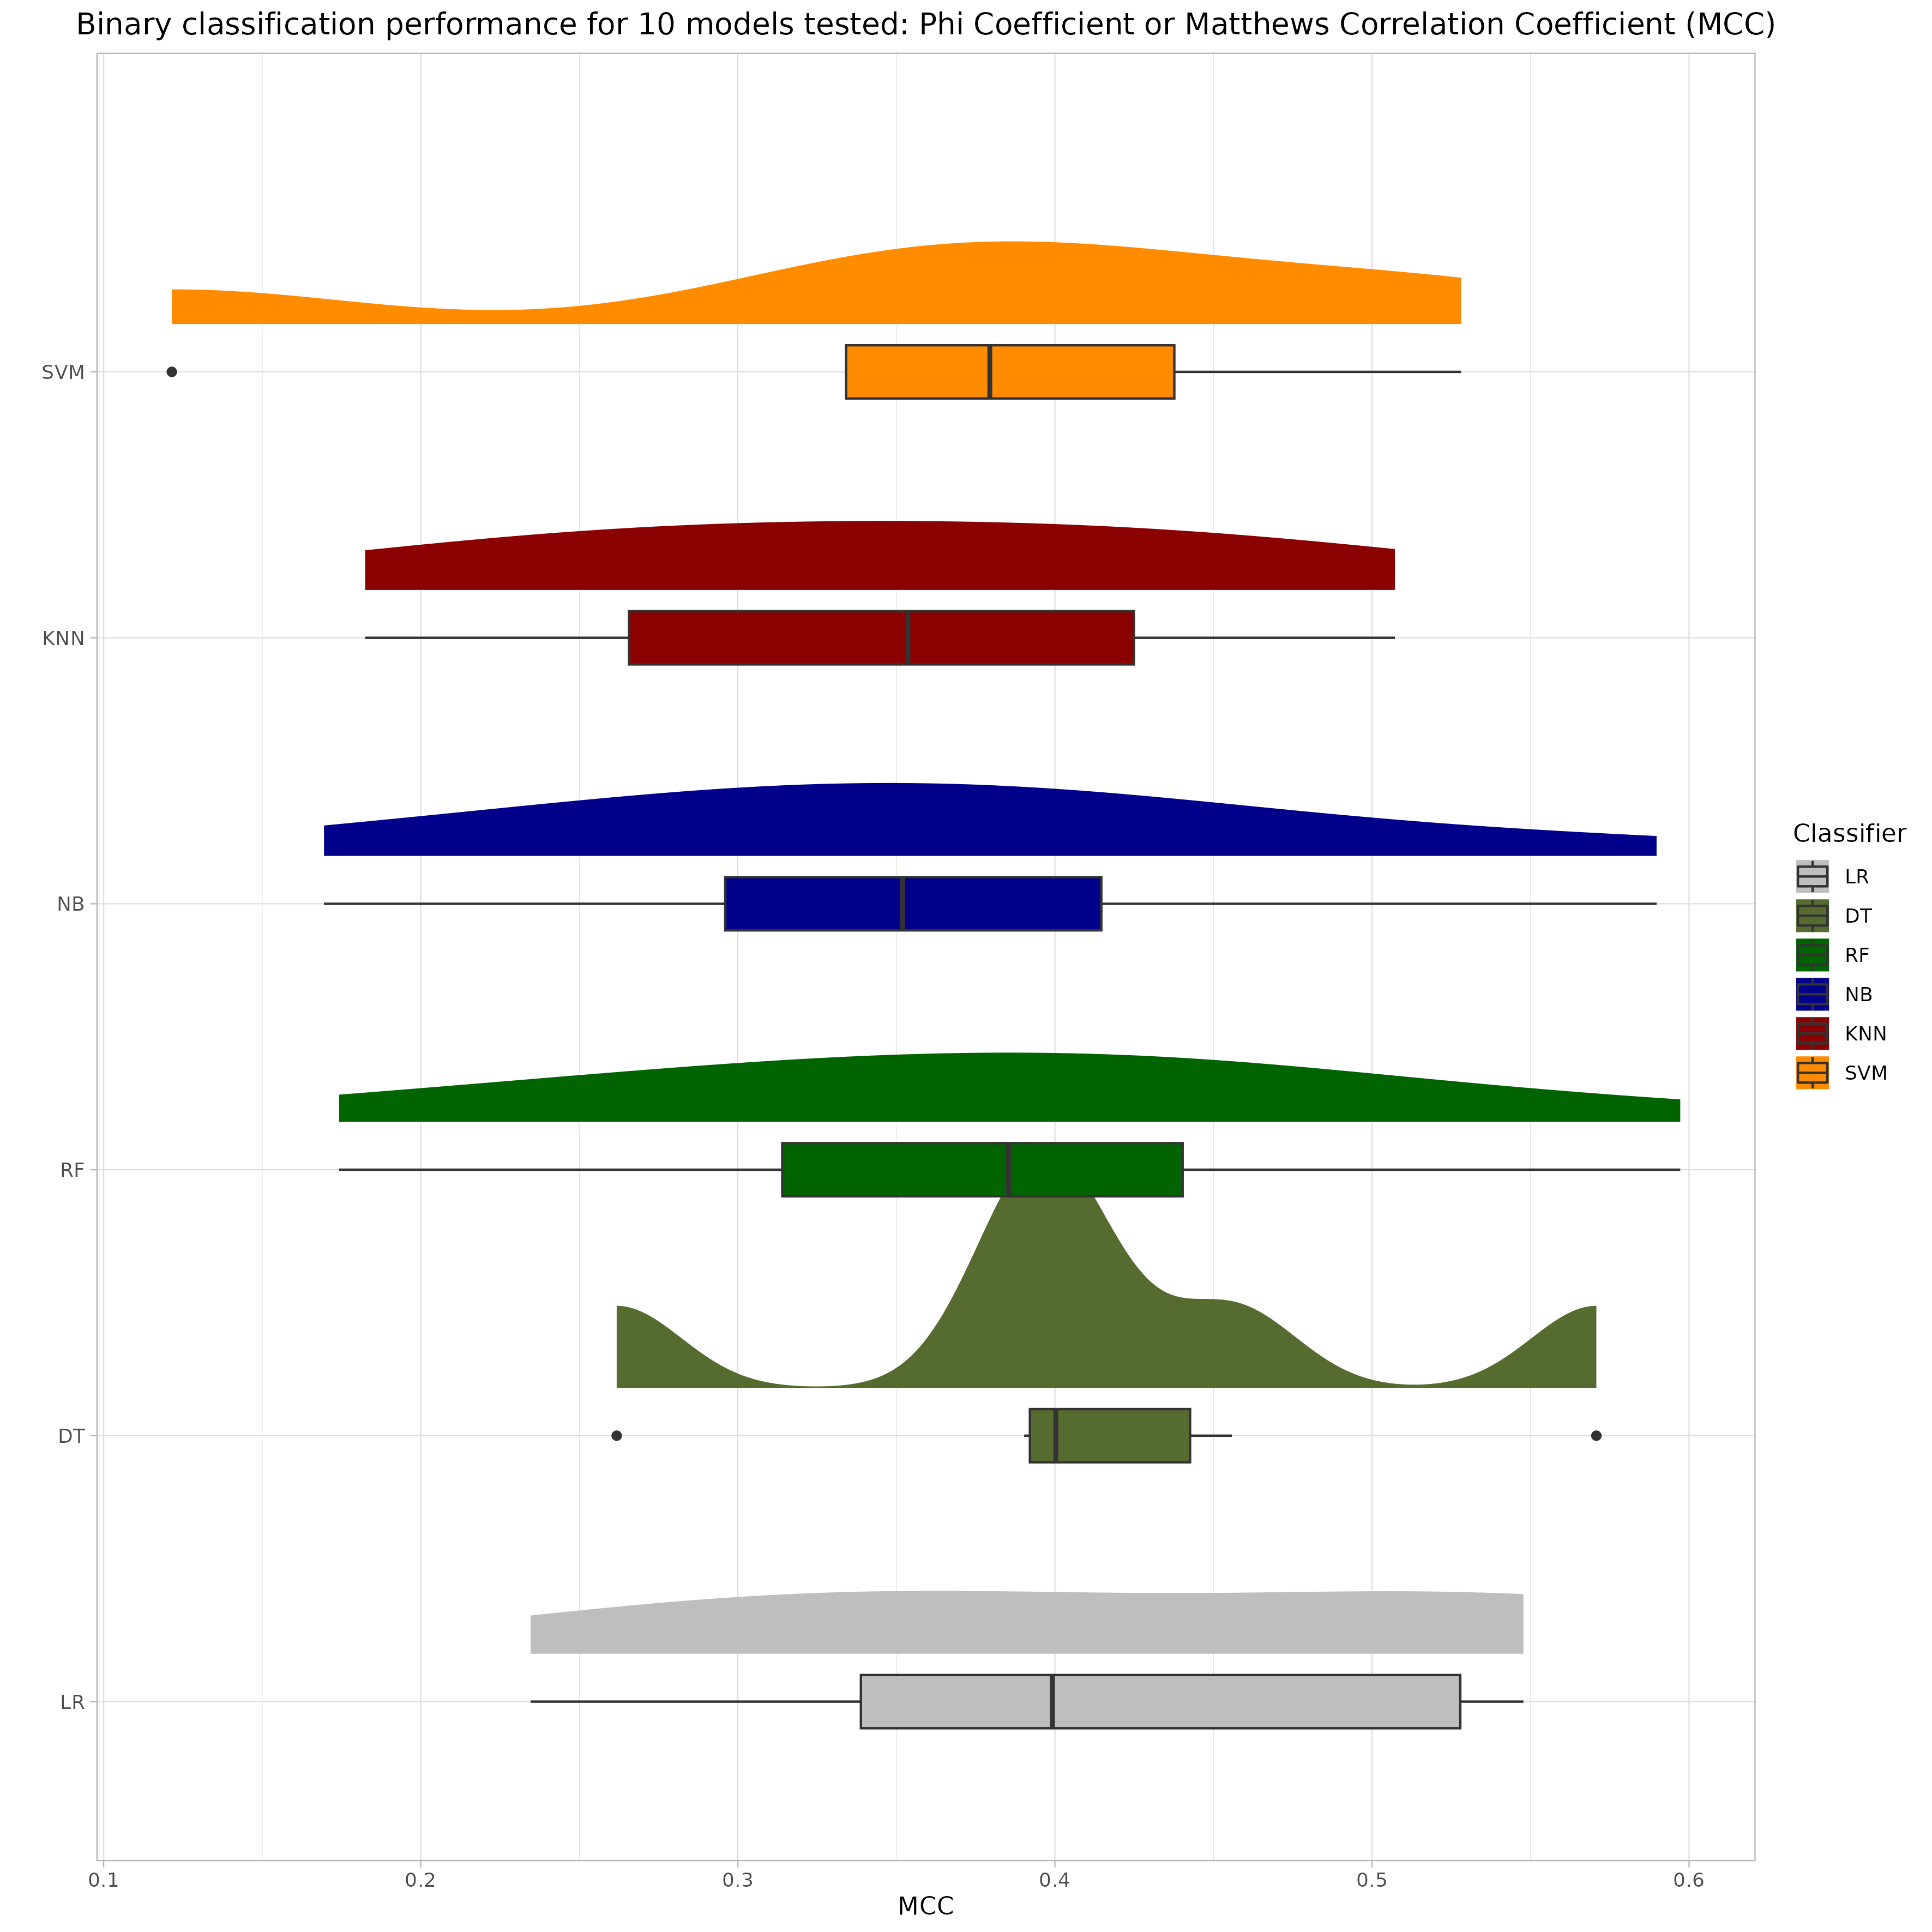 Binary classification performance for 10 models tested: Phi Coefficient or Matthews Correlation Coefficient (MCC)
SVM
KNN
NB
RF
DT
LR
0.1 0.2 0.3 0.4 0.5 0.6
MCC
Classifier
LR
DT
RF
NB
KNN
SVM